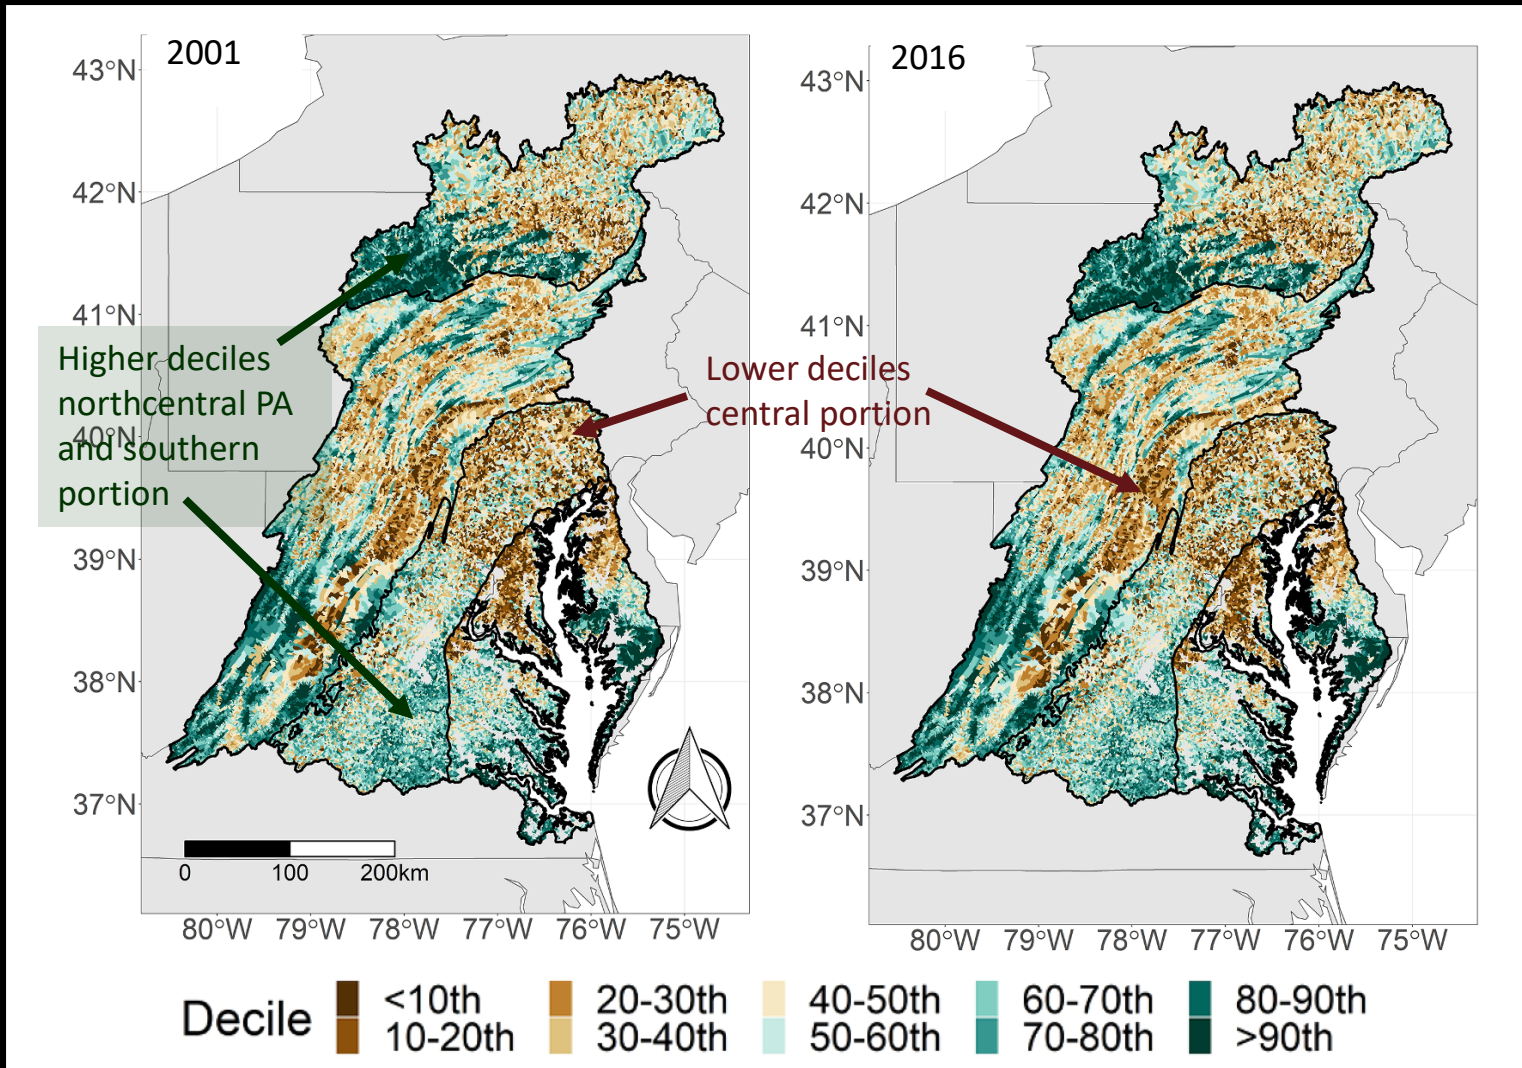 2001
43°N
42°N
41°N
40°N
39°N
38°N
37°N
80°W 79°W 78°W 77°W 76°W 75°W
0 100 200km
Higher deciles
northcentral PA
and southern
portion
Lower deciles
central portion
2016
43°N
42°N
41°N
40°N
39°N
38°N
37°N
80°W 79°W 78°W 77°W 76°W 75°W
Decile
<10th 20-30th 40-50th 60-70th 80-90th
10-20th 30-40th 50-60th 70-80th >90th